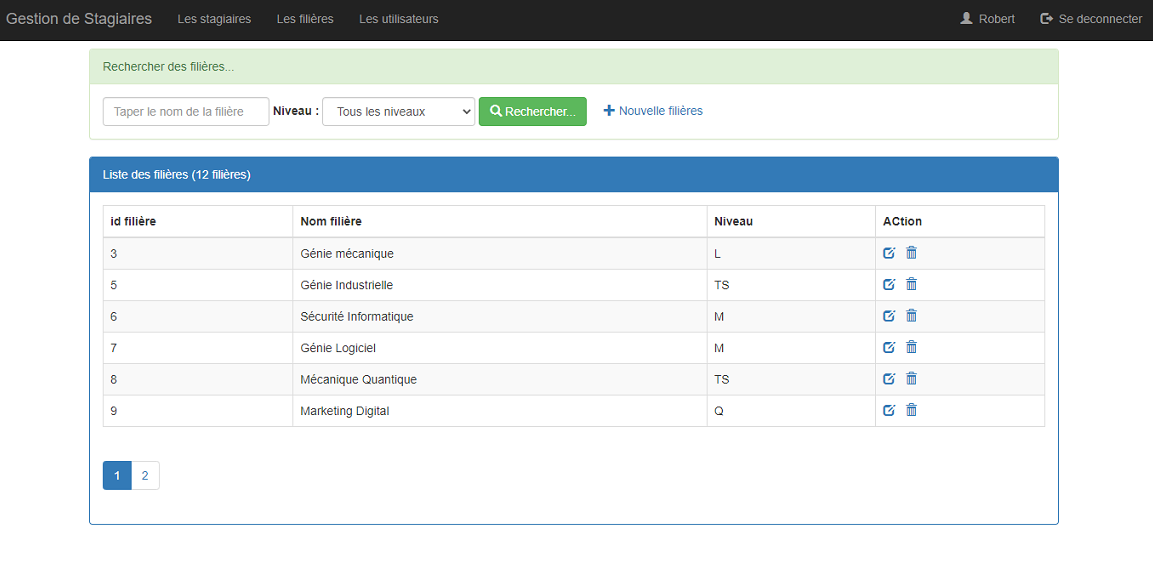 Gestion de Stagiaires Les stagiaires Les filières Les utilisateurs Robert Se deconnecter
Rechercher des filières...
Taper le nom de la filière Niveau : Tous les niveaux Rechercher... Nouvelle filières
Liste des filières (12 filières)
id filière Nom filière Niveau ACtion
3 Génie mécanique L
5 Génie Industrielle TS
6 Sécurité Informatique M
7 Génie Logiciel M
8 Mécanique Quantique TS
9 Marketing Digital Q
1 2